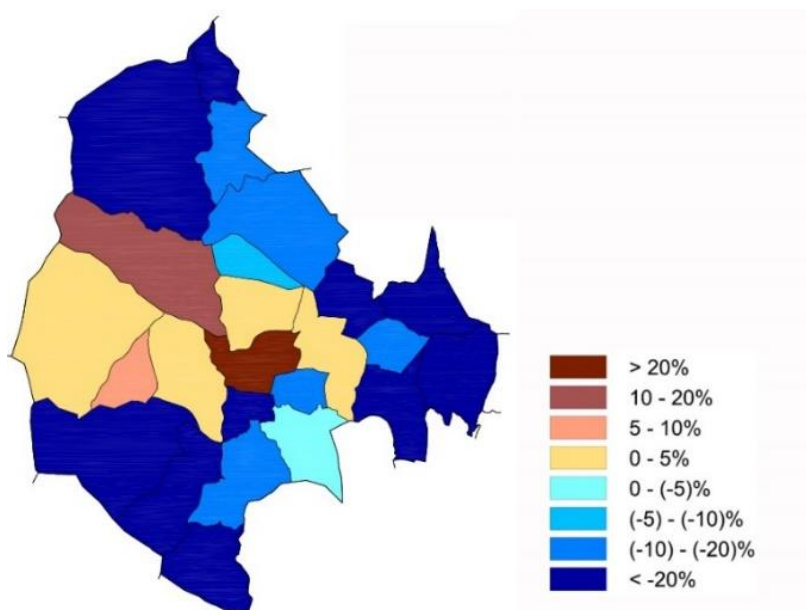 > 20%
10 - 20%
5 - 10%
0 - 5%
0 - (-5)%
(-5) - (-10)%
(-10) - (-20)%
< -20%